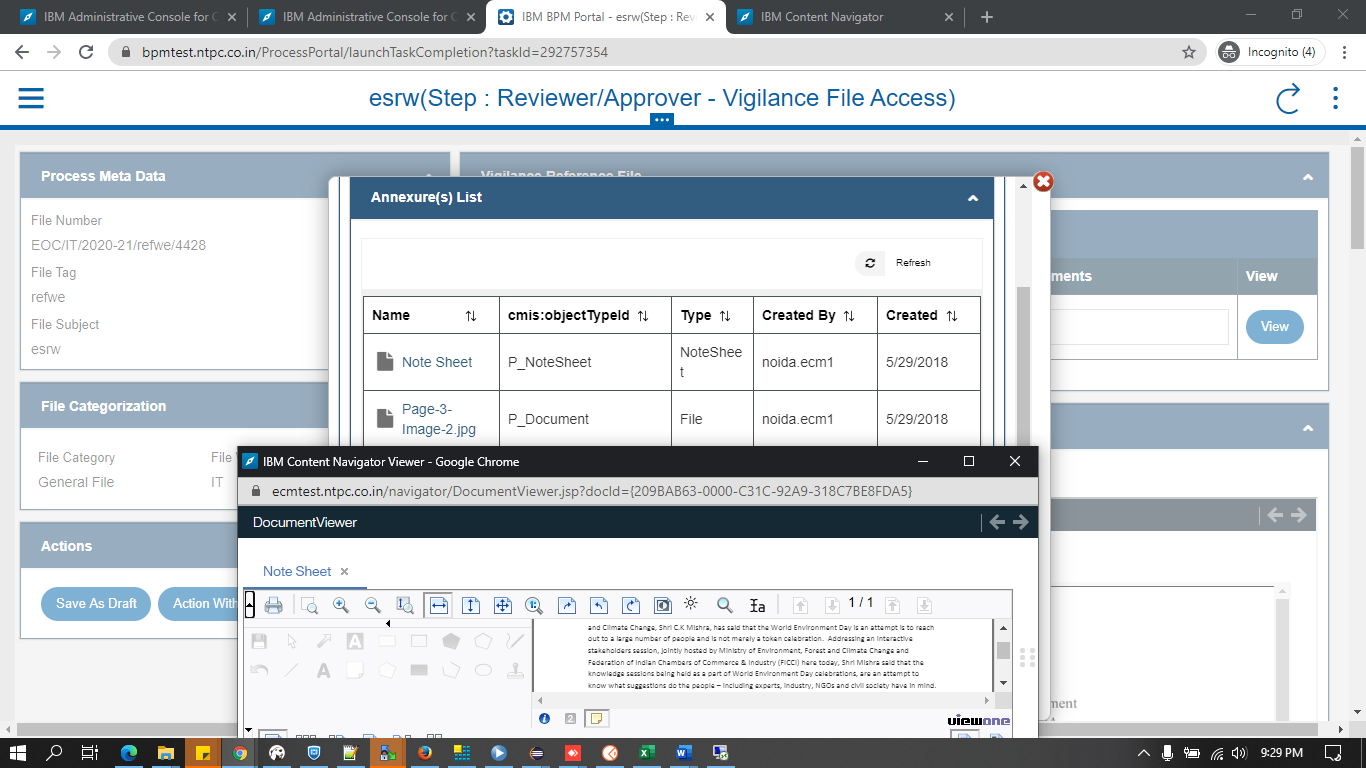 IBM Administrative Console for C
IBM Administrative Console for C
IBM BPM Portal - esrw(Step : Rev
IBM Content Navigator
bpmtest.ntpc.co.in/ProcessPortal/launchTaskCompletion?taskId=292757354
Incognito (4)
esrw(Step : Reviewer/Approver - Vigilance File Access)
Process Meta Data
Vigilance Reference File
File Number
EOC/IT/2020-21/refwe/4428
File Tag
refwe
File Subject
esrw
Annexure(s) List
Refresh
Name cmis:objectTypeId Type Created By Created
Note Sheet P_NoteSheet NoteShee
t noida.ecm1 5/29/2018
Page-3-
Image-2.jpg P_Document File noida.ecm1 5/29/2018
ments View
View
File Categorization
File Category File
General File IT
Actions
Save As Draft Action With
IBM Content Navigator Viewer - Google Chrome
ecmtest.ntpc.co.in/navigator/DocumentViewer.jsp?docId={209BAB63-0000-C31C-92A9-318C7BE8FDA5}
DocumentViewer
Note Sheet
1 / 1
and Climate Change, Shri C.K Mishra, has said that the World Environment Day is an attempt to reach
out to a large number of people and is not merely a token celebration. Addressing an interactive
stakeholders session, jointly hosted by Ministry of Environment, Forest and Climate Change and
Federation of Indian Chambers of Commerce & Industry (FICCI) here today, Shri Mishra said that the
knowledge sessions being held as a part of World Environment Day celebrations, are an attempt to
know what suggestions do the people – including experts, industry, NGOs and civil society have in mind.
2
viewone
ment
9:29 PM